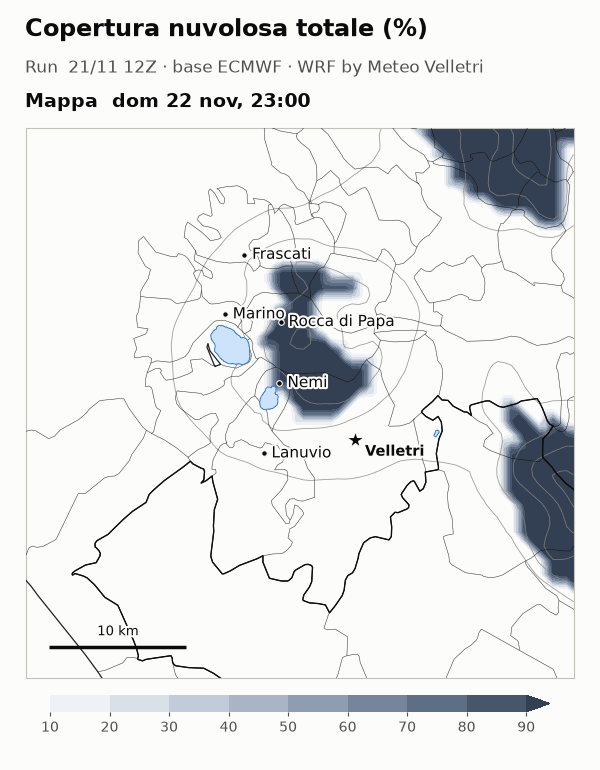 Copertura nuvolosa totale (%)
Run  21/11 12Z · base ECMWF · WRF by Meteo Velletri
Mappa  dom 22 nov, 23:00
Frascati
Marino
Rocca di Papa
Nemi
Velletri
Lanuvio
10 km
10 20 30 40 50 60 70 80 90